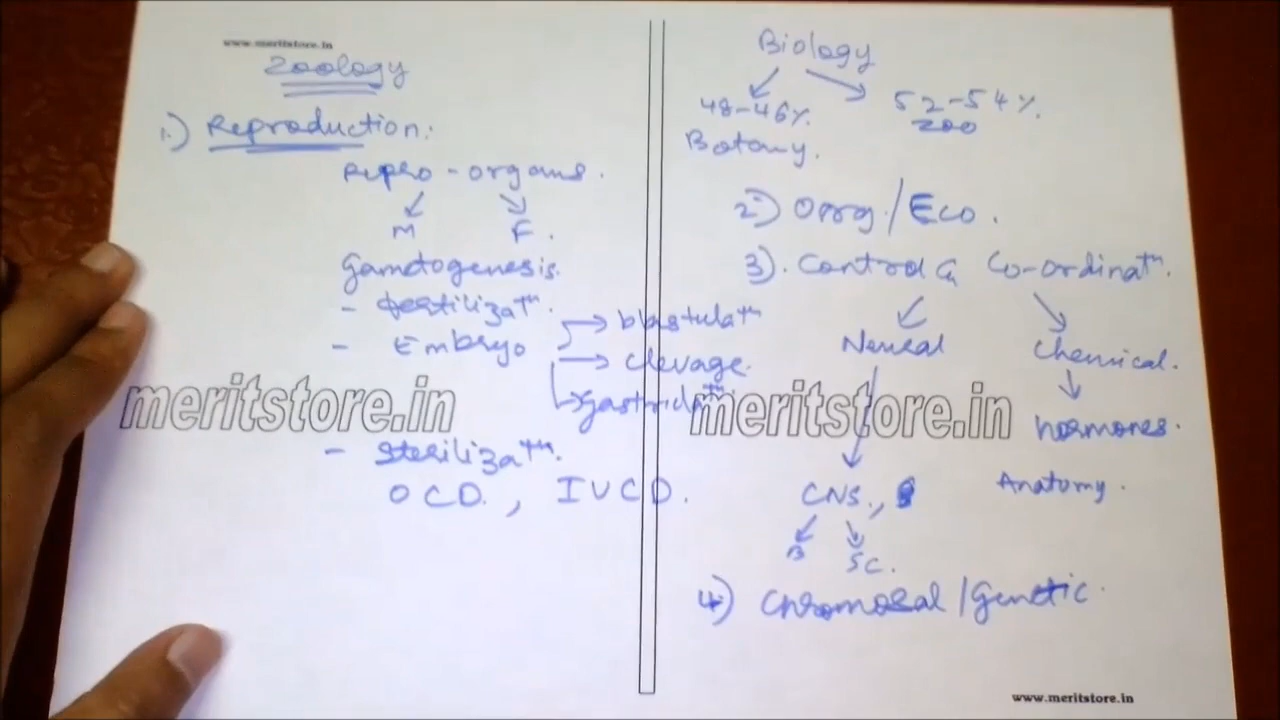 www.meritstore.in
Zoology
1.) Reproduction:
Repro - organs.
M F.
Gametogenesis.
- fertilizatn.
- Embryo → blastulatn
→ clevage.
→ gastrulatn
meritstore.in
- sterilizatn.
OCD., IUCD.
Biology
48-46%. 52-54%.
Botany. zoo
2) Org./Eco.
3). Control & Co-ordinatn.
Neural Chemical.
meritstore.in
hormones.
CNS., Anatomy.
B SC.
4) Chromosal/Genetic.
www.meritstore.in